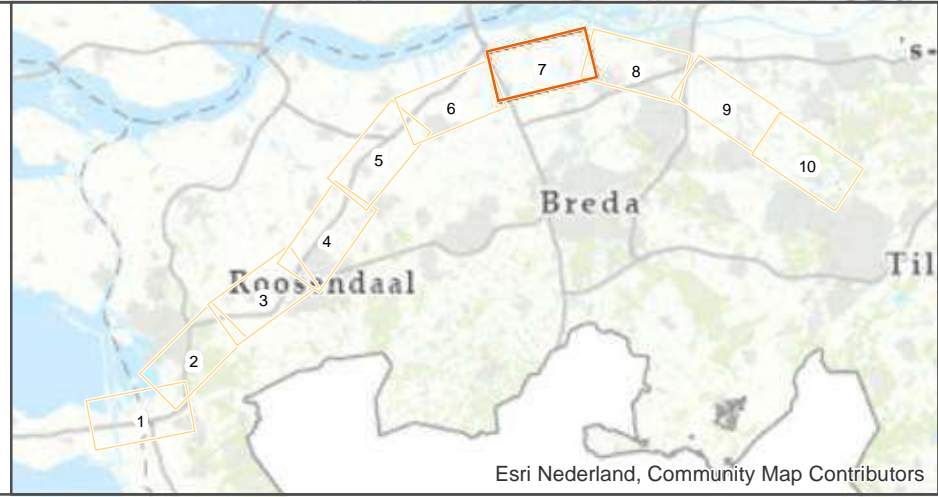 's-
7
8
6
9
5
10
Breda
4
Til
Roosendaal
3
2
1
Esri Nederland, Community Map Contributors